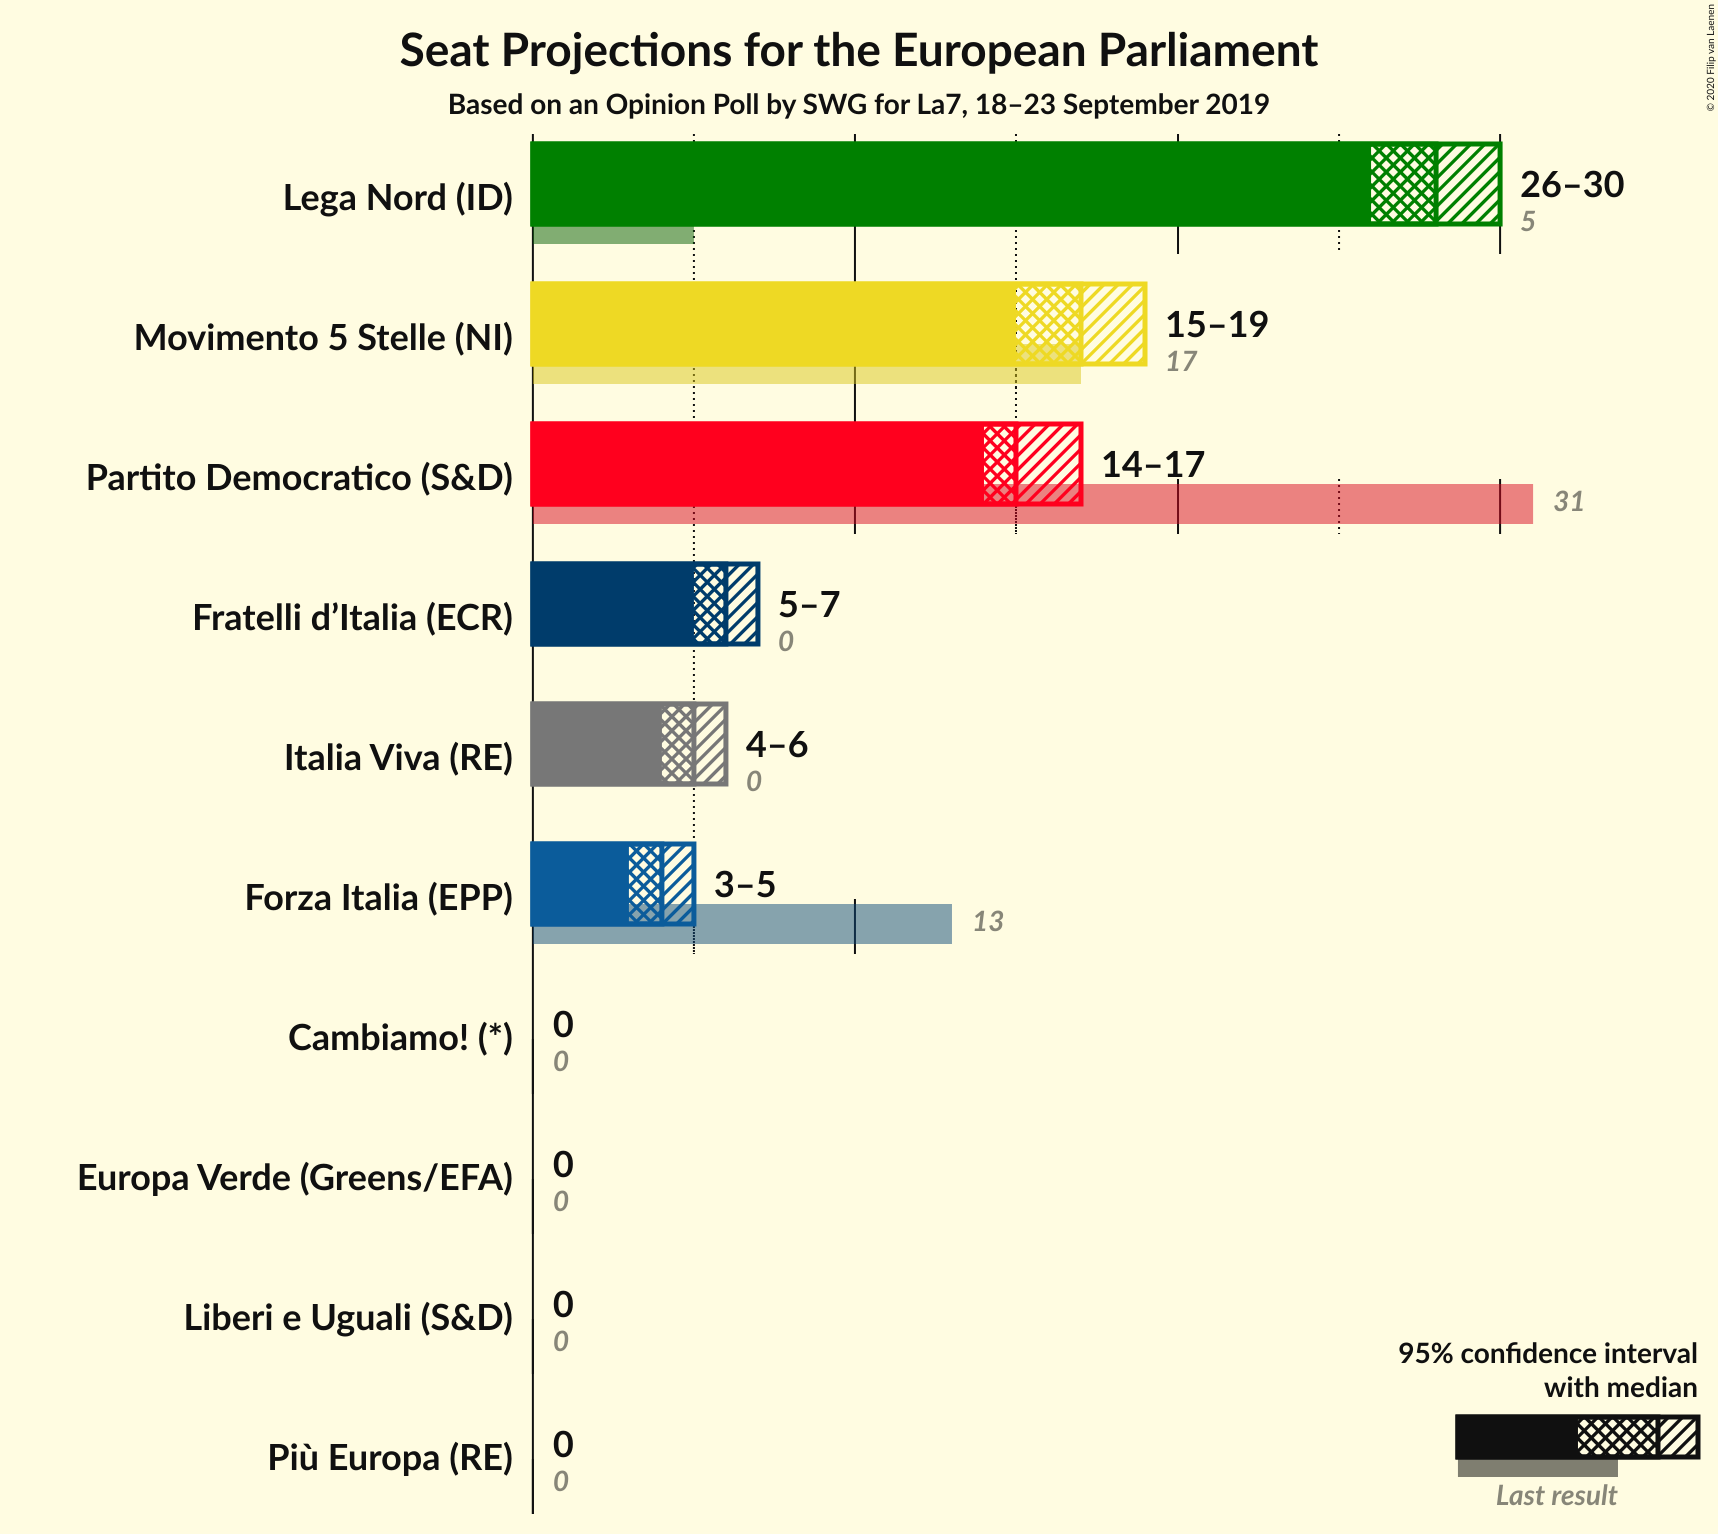 Seat Projections for the European Parliament
Based on an Opinion Poll by SWG for La7, 18–23 September 2019
© 2020 Filip van Laenen
Lega Nord (ID)
26–30
5
Movimento 5 Stelle (NI)
15–19
17
Partito Democratico (S&D)
14–17
31
Fratelli d’Italia (ECR)
5–7
0
Italia Viva (RE)
4–6
0
Forza Italia (EPP)
3–5
13
Cambiamo! (*)
0
0
Europa Verde (Greens/EFA)
0
0
Liberi e Uguali (S&D)
0
0
Più Europa (RE)
0
0
95% confidence interval
with median
Last result